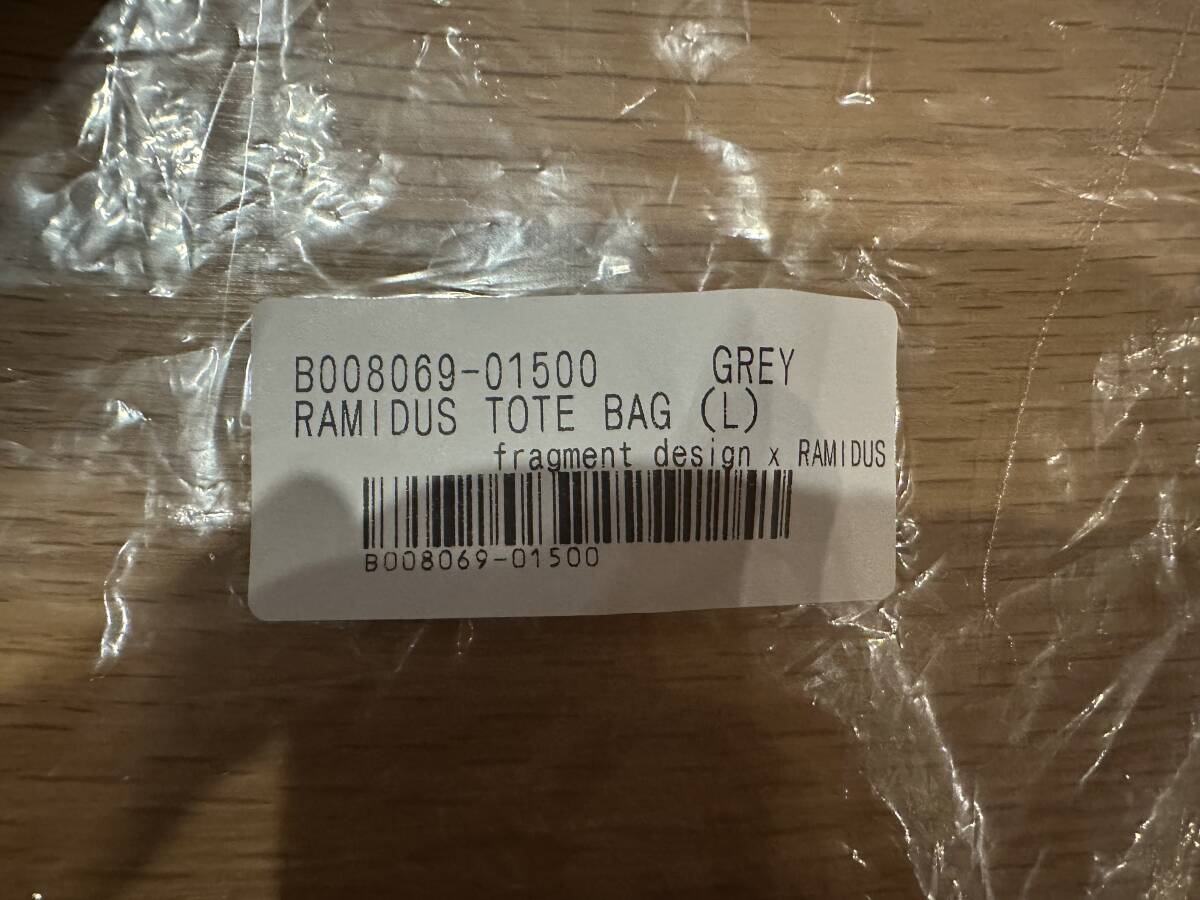 B008069-01500 GREY
RAMIDUS TOTE BAG (L)
fragment design x RAMIDUS
B008069-01500